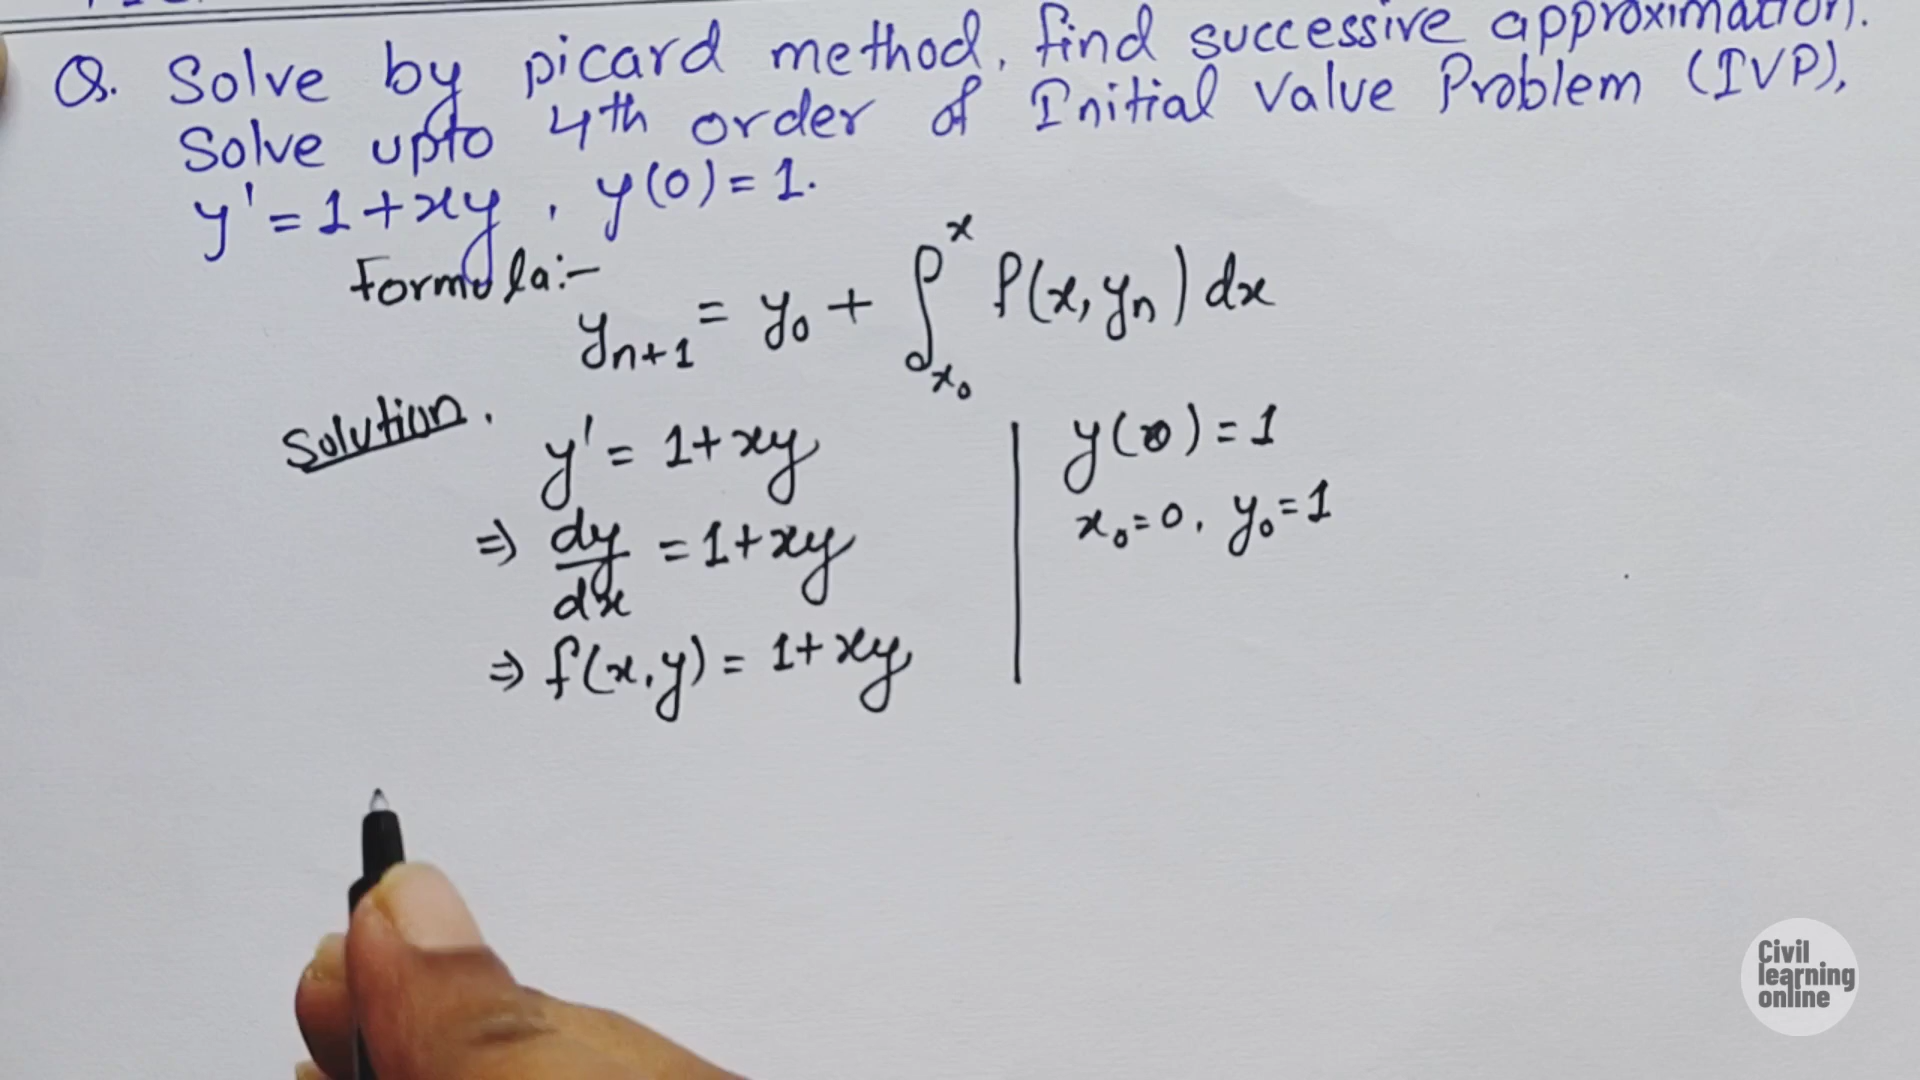 Q. Solve by picard method, find successive approximation.
Solve upto 4th order of Initial Value Problem (IVP),
y' = 1+xy , y(0) = 1.
Formula:-
yn+1 = y0 + ∫x0^x f(x, yn) dx
Solution.
y' = 1+xy
⇒ dy/dx = 1+xy
⇒ f(x,y) = 1+xy
y(0) = 1
x0=0, y0=1
Civil
learning
online